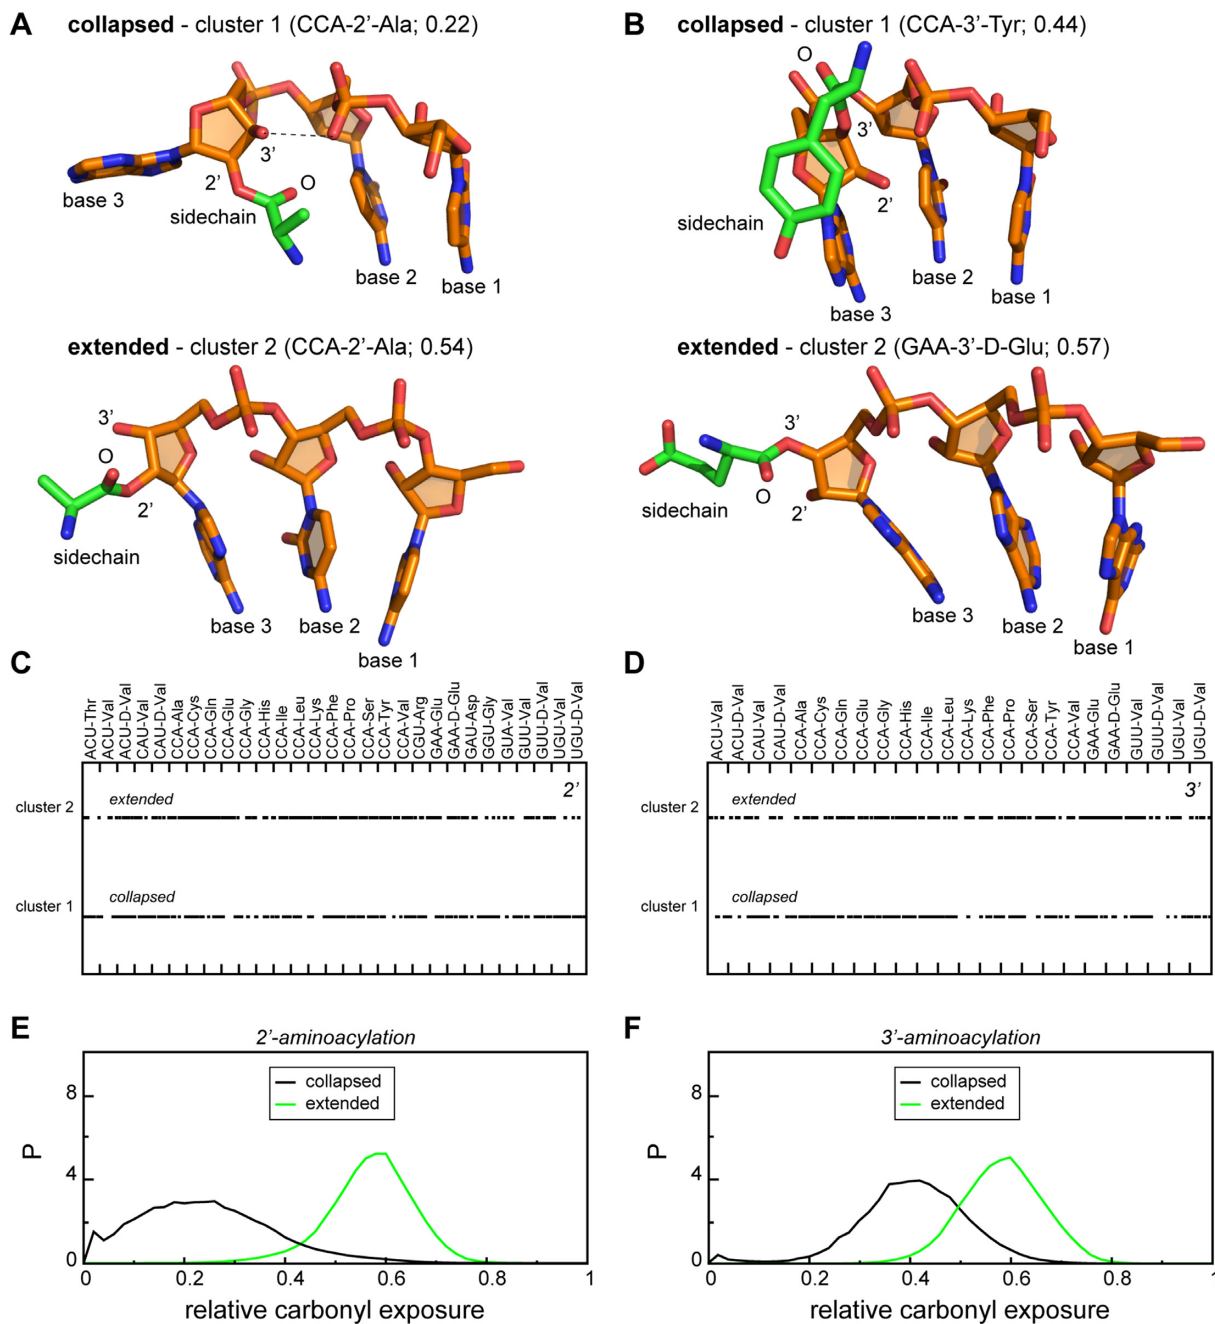 A
collapsed - cluster 1 (CCA-2’-Ala; 0.22)
3’
2’
O
base 3
sidechain
base 2
base 1
extended - cluster 2 (CCA-2’-Ala; 0.54)
3’
O
2’
sidechain
base 3
base 2
base 1
B
collapsed - cluster 1 (CCA-3’-Tyr; 0.44)
O
3’
2’
sidechain
base 2
base 1
base 3
extended - cluster 2 (GAA-3’-D-Glu; 0.57)
3’
O
sidechain
2’
base 3
base 2
base 1
C
ACU-Thr
ACU-Val
ACU-D-Val
CAU-Val
CAU-D-Val
CCA-Ala
CCA-Cys
CCA-Gln
CCA-Glu
CCA-Gly
CCA-His
CCA-Ile
CCA-Leu
CCA-Lys
CCA-Phe
CCA-Pro
CCA-Ser
CCA-Tyr
CCA-Val
CGU-Arg
GAA-Glu
GAA-D-Glu
GAU-Asp
GGU-Gly
GUA-Val
GUU-Val
GUU-D-Val
UGU-Val
UGU-D-Val
2’
cluster 2
extended
cluster 1
collapsed
D
ACU-Val
ACU-D-Val
CAU-Val
CAU-D-Val
CCA-Ala
CCA-Cys
CCA-Gln
CCA-Glu
CCA-Gly
CCA-His
CCA-Ile
CCA-Leu
CCA-Lys
CCA-Phe
CCA-Pro
CCA-Ser
CCA-Tyr
CCA-Val
GAA-Glu
GAA-D-Glu
GUU-Val
GUU-D-Val
UGU-Val
UGU-D-Val
3’
cluster 2
extended
cluster 1
collapsed
E
2’-aminoacylation
collapsed
extended
P
8
4
0
0 0.2 0.4 0.6 0.8 1
relative carbonyl exposure
F
3’-aminoacylation
collapsed
extended
P
8
4
0
0 0.2 0.4 0.6 0.8 1
relative carbonyl exposure